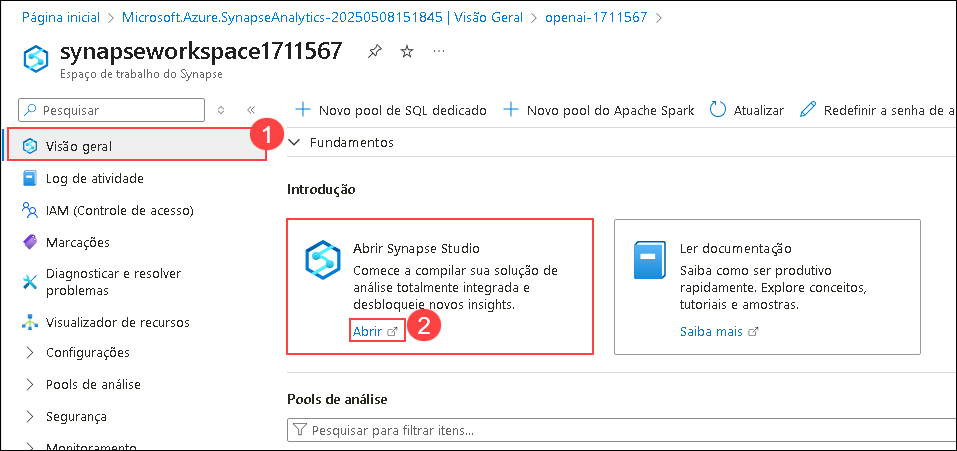 Página inicial > Microsoft.Azure.SynapseAnalytics-20250508151845 | Visão Geral > openai-1711567 >
synapseworkspace1711567
Espaço de trabalho do Synapse
Pesquisar
Novo pool de SQL dedicado
Novo pool do Apache Spark
Atualizar
Redefinir a senha de a
1
Visão geral
Log de atividade
IAM (Controle de acesso)
Marcações
Diagnosticar e resolver
problemas
Visualizador de recursos
Configurações
Pools de análise
Segurança
Monitoramento
Fundamentos
Introdução
Abrir Synapse Studio
Comece a compilar sua solução de
análise totalmente integrada e
desbloqueie novos insights.
Abrir
2
Ler documentação
Saiba como ser produtivo
rapidamente. Explore conceitos,
tutoriais e amostras.
Saiba mais
Pools de análise
Pesquisar para filtrar itens...